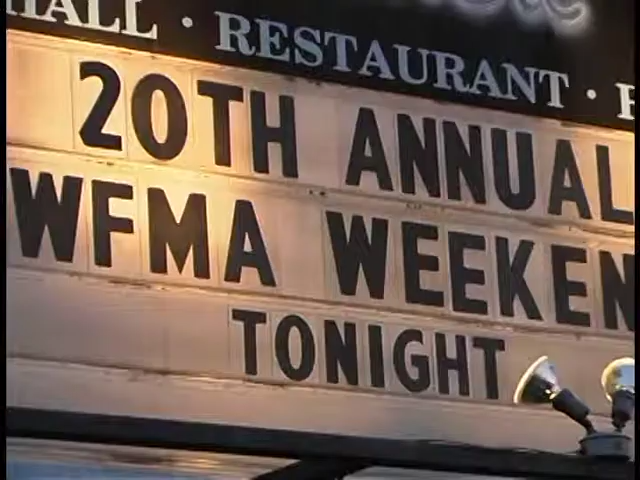 HALL · RESTAURANT ·
20TH ANNUAL
WFMA WEEKEN
TONIGHT